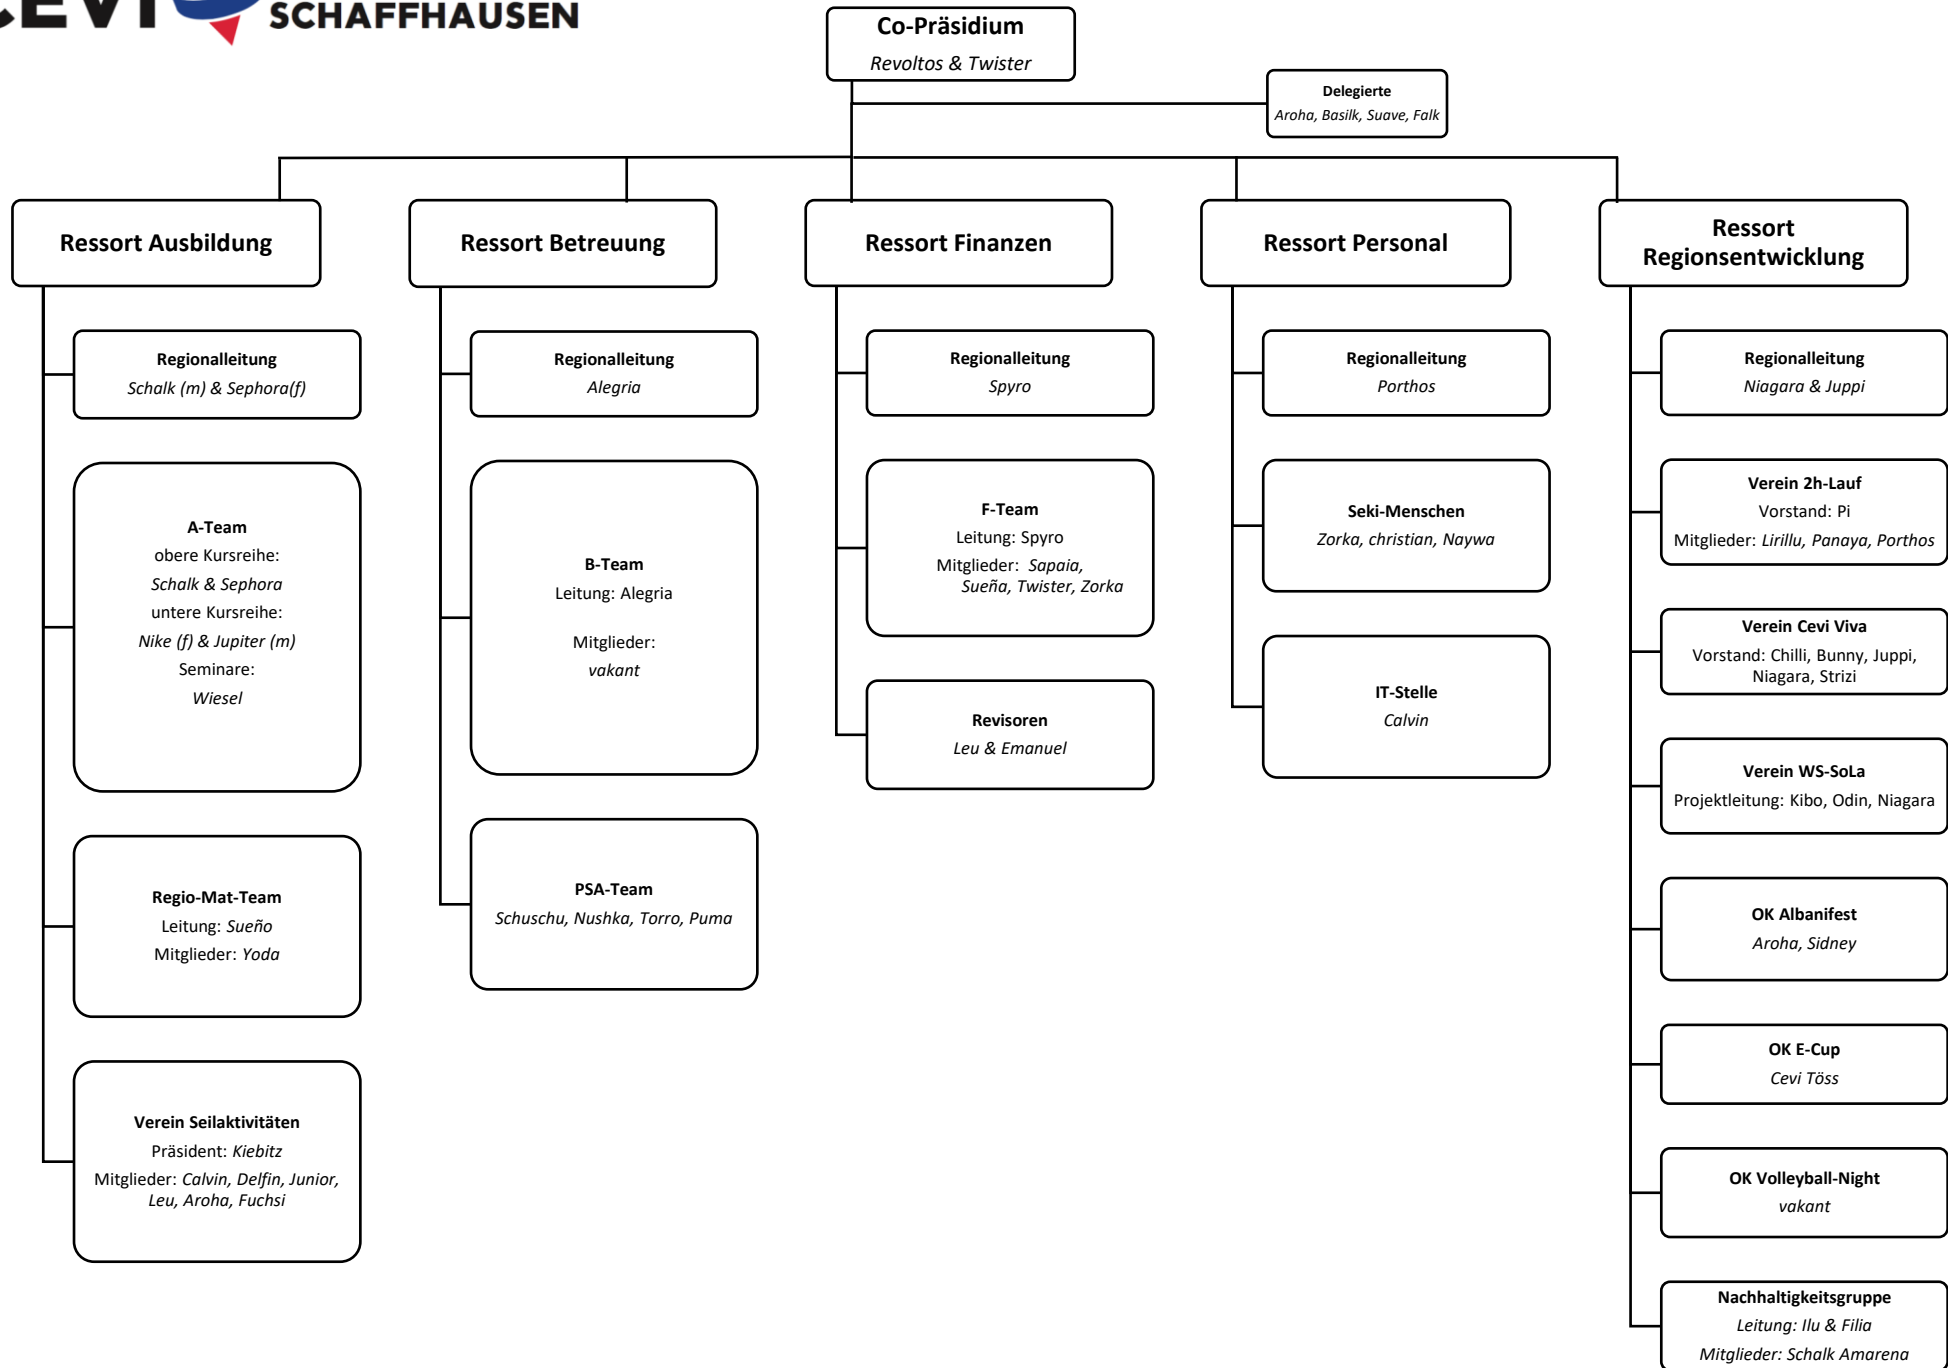 CEVI
SCHAFFHAUSEN
Co-Präsidium
Revoltos & Twister
Delegierte
Aroha, Basilk, Suave, Falk
Ressort Ausbildung
Regionalleitung
Schalk (m) & Sephora(f)
A-Team
obere Kursreihe:
Schalk & Sephora
untere Kursreihe:
Nike (f) & Jupiter (m)
Seminare:
Wiesel
Regio-Mat-Team
Leitung: Sueño
Mitglieder: Yoda
Verein Seilaktivitäten
Präsident: Kiebitz
Mitglieder: Calvin, Delfin, Junior,
Leu, Aroha, Fuchsi
Ressort Betreuung
Regionalleitung
Alegria
B-Team
Leitung: Alegria
Mitglieder:
vakant
PSA-Team
Schuschu, Nushka, Torro, Puma
Ressort Finanzen
Regionalleitung
Spyro
F-Team
Leitung: Spyro
Mitglieder: Sapaia,
Sueña, Twister, Zorka
Revisoren
Leu & Emanuel
Ressort Personal
Regionalleitung
Porthos
Seki-Menschen
Zorka, christian, Naywa
IT-Stelle
Calvin
Ressort
Regionsentwicklung
Regionalleitung
Niagara & Juppi
Verein 2h-Lauf
Vorstand: Pi
Mitglieder: Lirillu, Panaya, Porthos
Verein Cevi Viva
Vorstand: Chilli, Bunny, Juppi,
Niagara, Strizi
Verein WS-SoLa
Projektleitung: Kibo, Odin, Niagara
OK Albanifest
Aroha, Sidney
OK E-Cup
Cevi Töss
OK Volleyball-Night
vakant
Nachhaltigkeitsgruppe
Leitung: Ilu & Filia
Mitglieder: Schalk Amarena